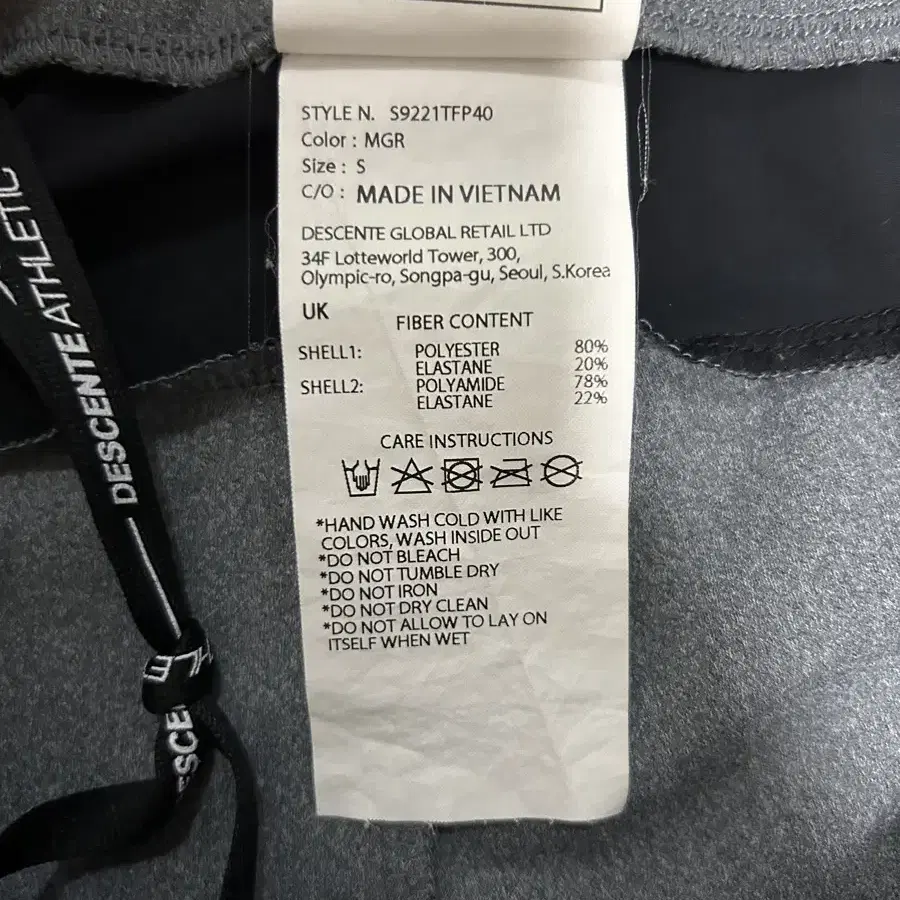 STYLE N. S9221TFP40
Color : MGR
Size : S
C/O : MADE IN VIETNAM
DESCENTE GLOBAL RETAIL LTD
34F Lotteworld Tower, 300,
Olympic-ro, Songpa-gu, Seoul, S.Korea
UK
FIBER CONTENT
SHELL1: POLYESTER 80%
ELASTANE 20%
SHELL2: POLYAMIDE 78%
ELASTANE 22%
CARE INSTRUCTIONS
*HAND WASH COLD WITH LIKE
COLORS, WASH INSIDE OUT
*DO NOT BLEACH
*DO NOT TUMBLE DRY
*DO NOT IRON
*DO NOT DRY CLEAN
*DO NOT ALLOW TO LAY ON
ITSELF WHEN WET
DESCENTE ATHLETIC